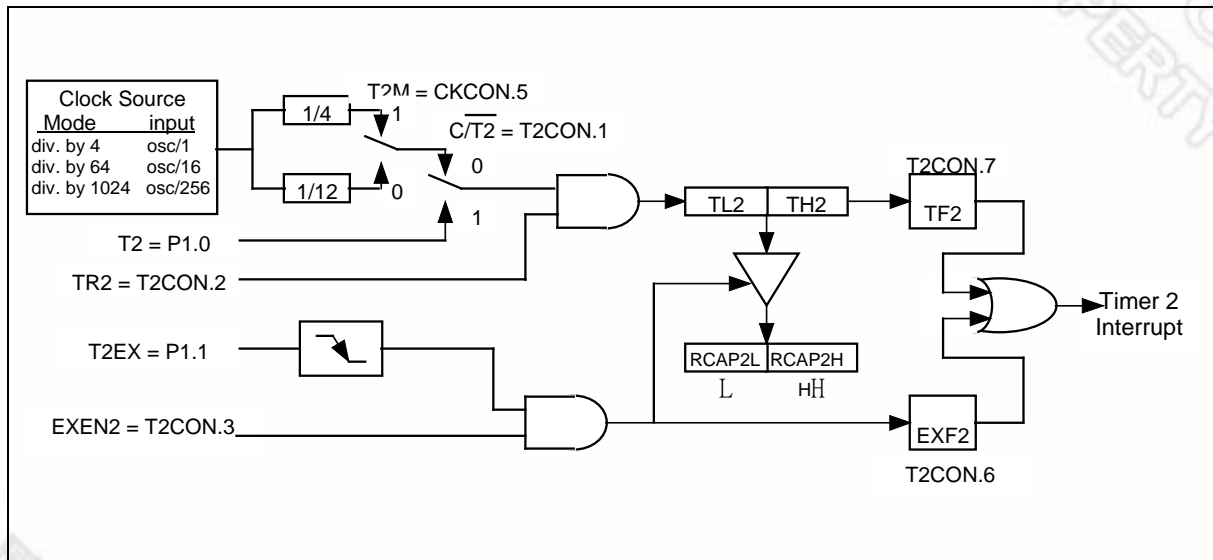 PERTY
Clock Source
Mode input
div. by 4 osc/1
div. by 64 osc/16
div. by 1024 osc/256
1/4
1/12
T2M = CKCON.5
1
0
C/T2 = T2CON.1
0
1
T2 = P1.0
TR2 = T2CON.2
TL2 TH2
T2CON.7
TF2
Timer 2
Interrupt
T2EX = P1.1
RCAP2L RCAP2H
L HH
EXEN2 = T2CON.3
EXF2
T2CON.6